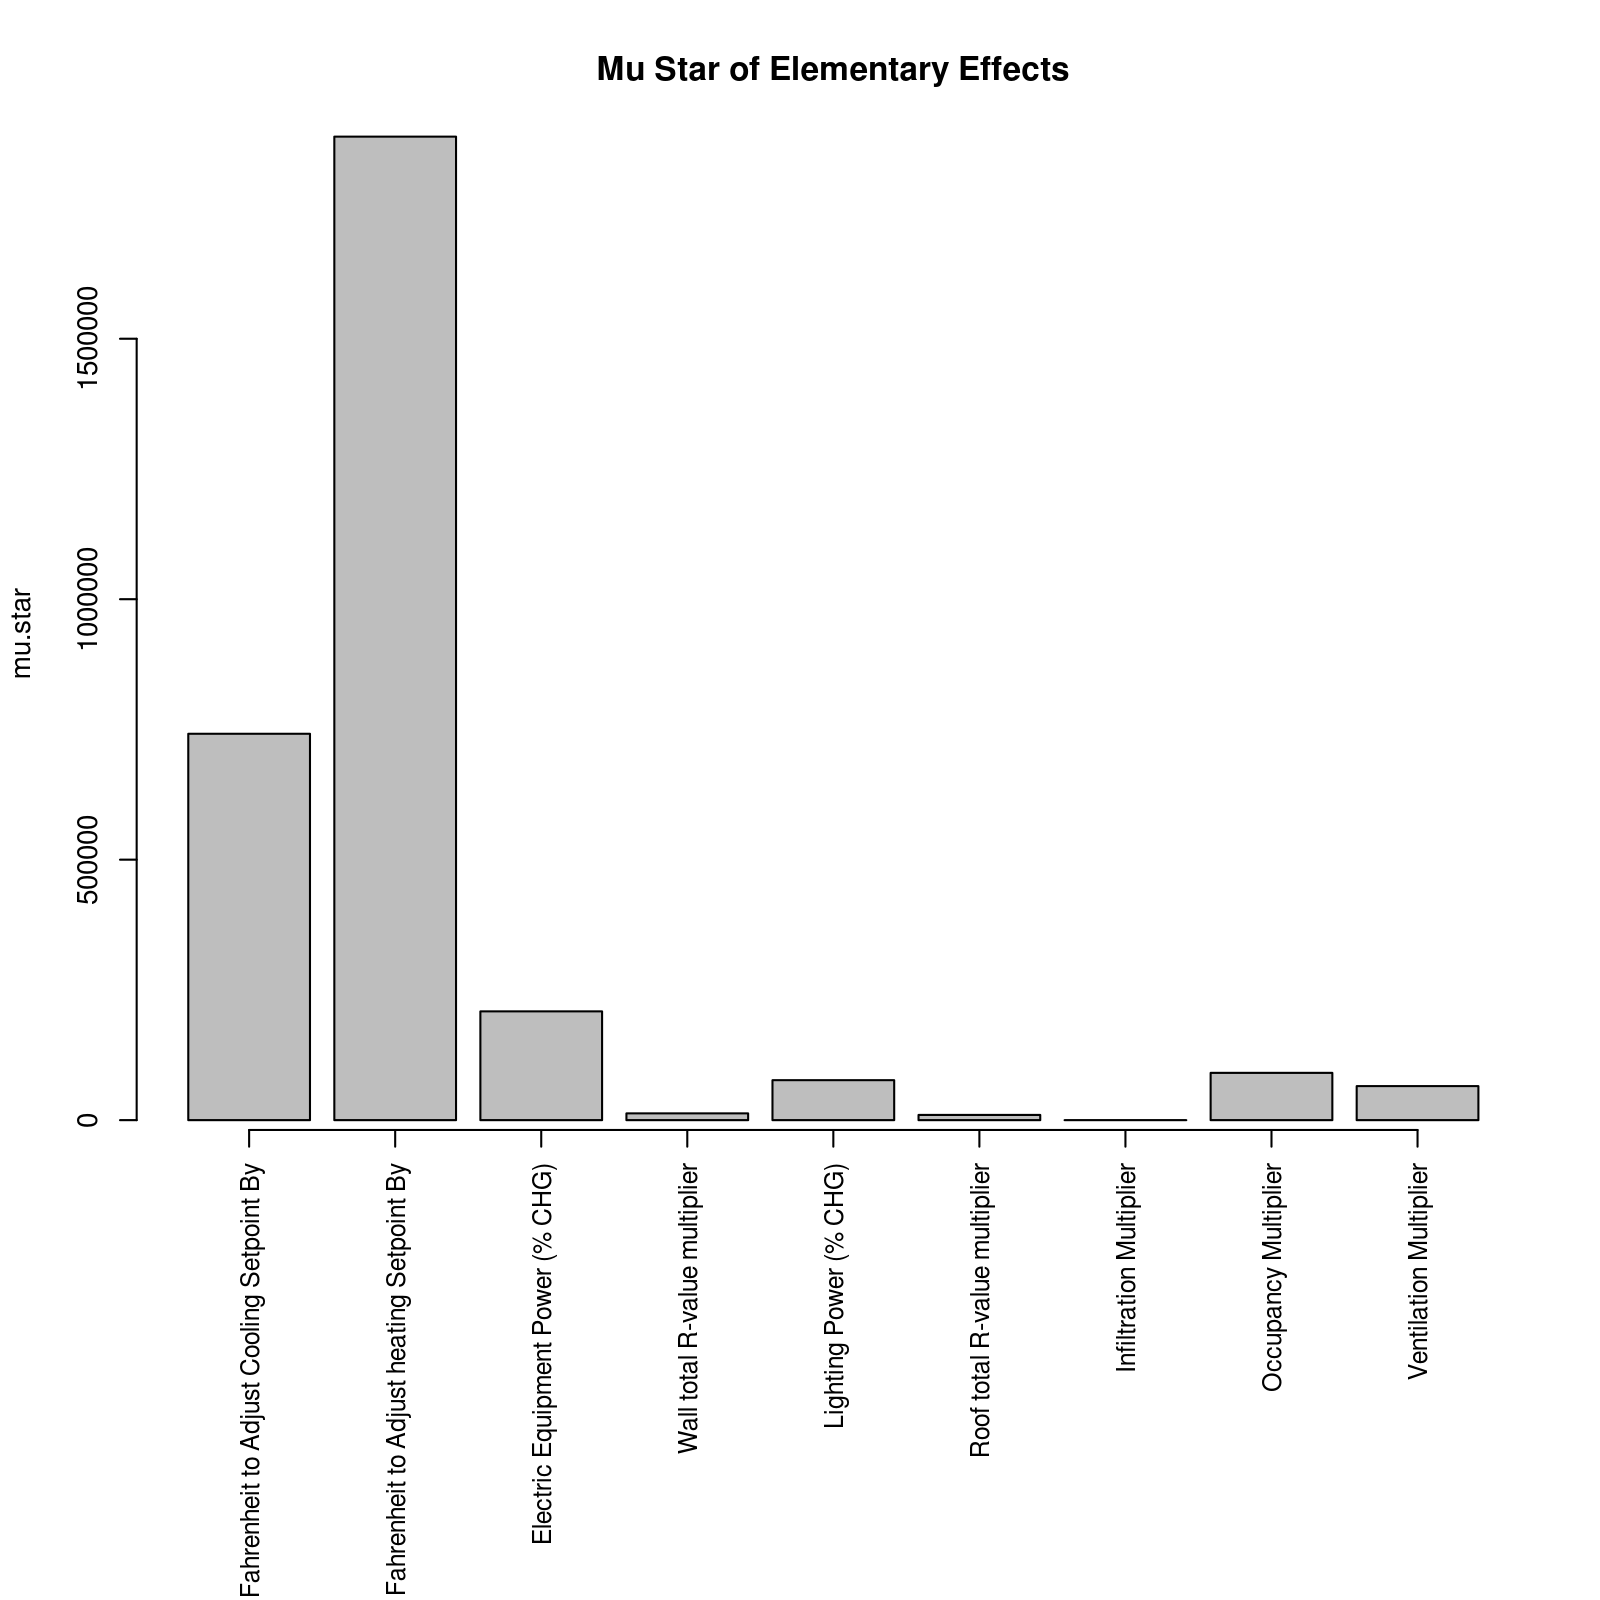 Mu Star of Elementary Effects
mu.star
1500000
1000000
500000
0
Fahrenheit to Adjust Cooling Setpoint By
Fahrenheit to Adjust heating Setpoint By
Electric Equipment Power (% CHG)
Wall total R-value multiplier
Lighting Power (% CHG)
Roof total R-value multiplier
Infiltration Multiplier
Occupancy Multiplier
Ventilation Multiplier